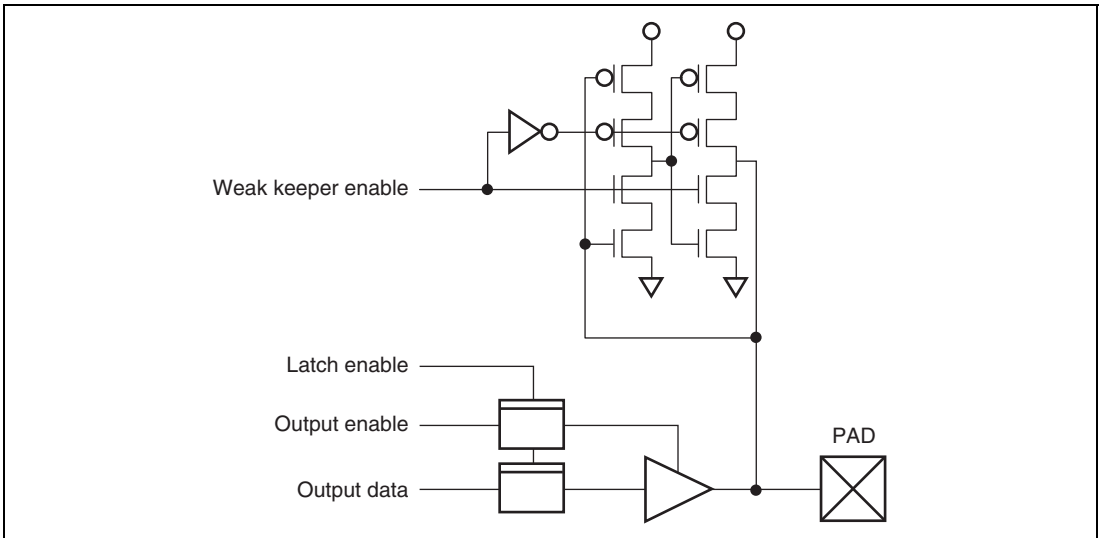 Weak keeper enable
Latch enable
Output enable
PAD
Output data